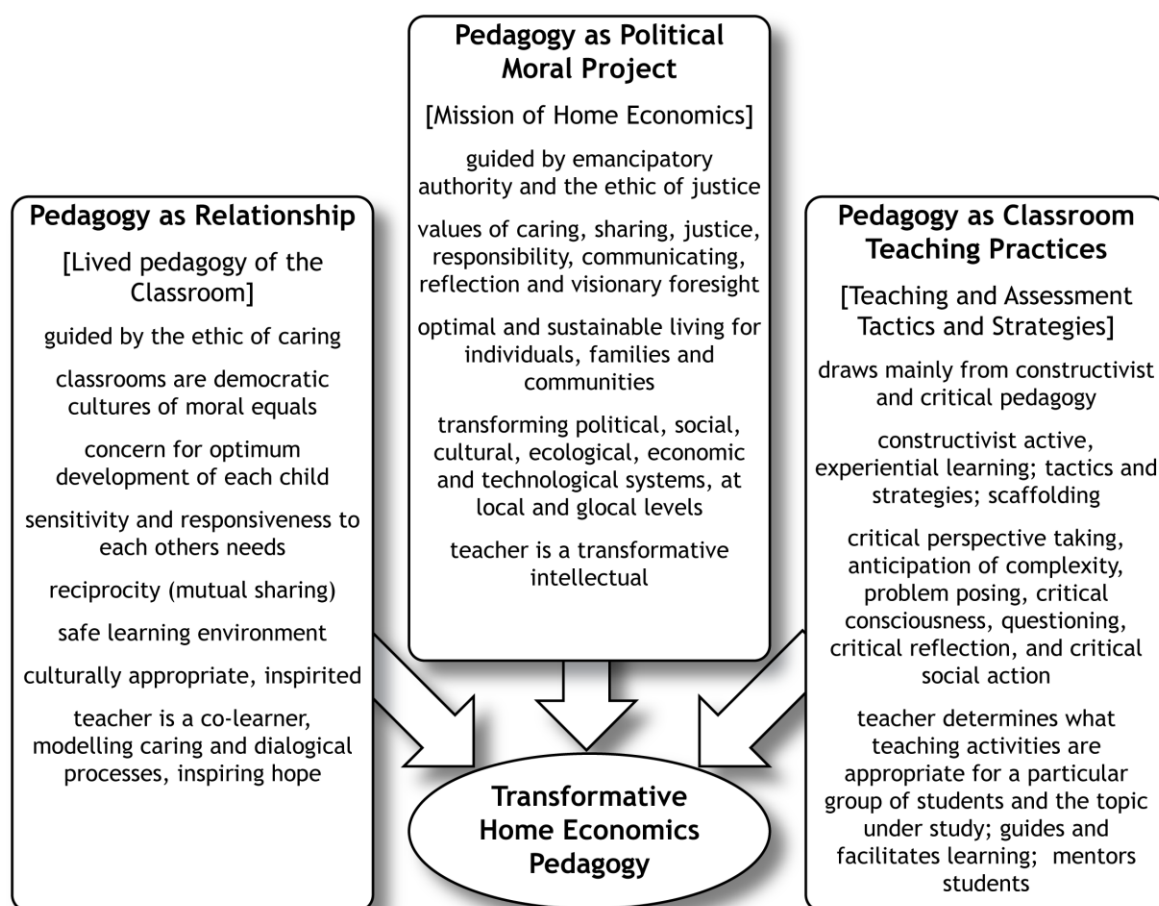 Pedagogy as Political
Moral Project
[Mission of Home Economics]
guided by emancipatory
authority and the ethic of justice
values of caring, sharing, justice,
responsibility, communicating,
reflection and visionary foresight
optimal and sustainable living for
individuals, families and
communities
transforming political, social,
cultural, ecological, economic
and technological systems, at
local and glocal levels
teacher is a transformative
intellectual
Pedagogy as Relationship
[Lived pedagogy of the
Classroom]
guided by the ethic of caring
classrooms are democratic
cultures of moral equals
concern for optimum
development of each child
sensitivity and responsiveness to
each others needs
reciprocity (mutual sharing)
safe learning environment
culturally appropriate, inspirited
teacher is a co-learner,
modelling caring and dialogical
processes, inspiring hope
Pedagogy as Classroom
Teaching Practices
[Teaching and Assessment
Tactics and Strategies]
draws mainly from constructivist
and critical pedagogy
constructivist active,
experiential learning; tactics and
strategies; scaffolding
critical perspective taking,
anticipation of complexity,
problem posing, critical
consciousness, questioning,
critical reflection, and critical
social action
teacher determines what
teaching activities are
appropriate for a particular
group of students and the topic
under study; guides and
facilitates learning; mentors
students
Transformative
Home Economics
Pedagogy